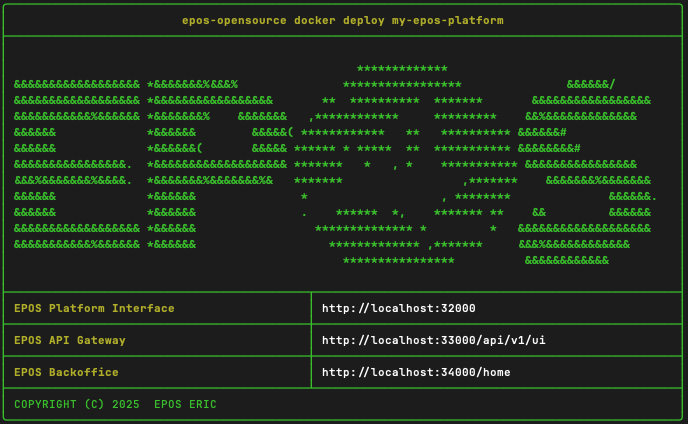 epos-opensource docker deploy my-epos-platform
EPOS
EPOS Platform Interface http://localhost:32000
EPOS API Gateway http://localhost:33000/api/v1/ui
EPOS Backoffice http://localhost:34000/home
COPYRIGHT (C) 2025  EPOS ERIC